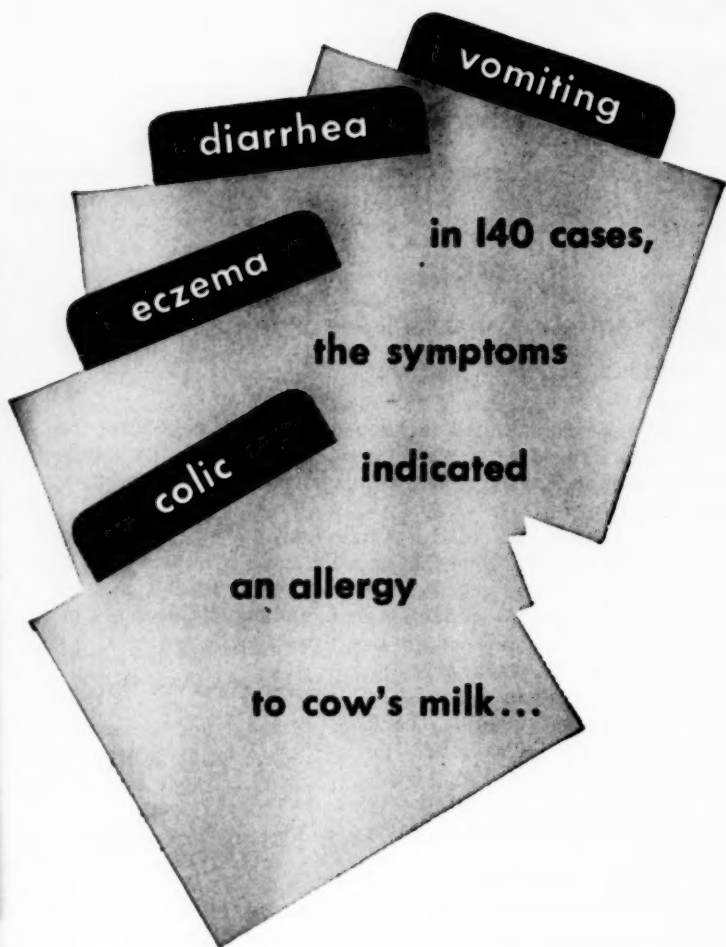 vomiting
diarrhea
in 140 cases,
eczema
the symptoms
indicated
colic
an allergy
to cow's milk...